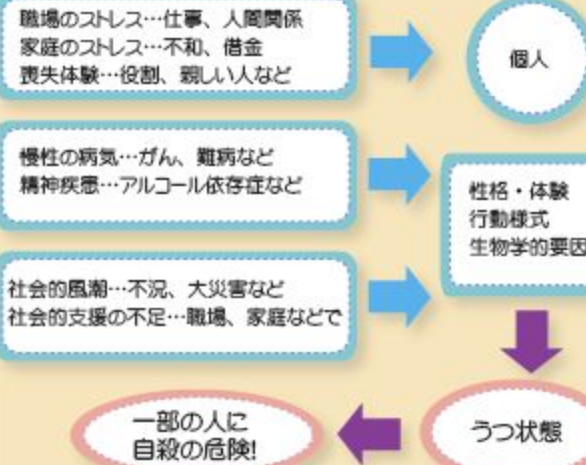 職場のストレス…仕事、人間関係
家庭のストレス…不和、借金
喪失体験…役割、親しい人など
個人
慢性の病気…がん、難病など
精神疾患…アルコール依存症など
性格・体験
行動様式
生物学的要因
社会的風潮…不況、大災害など
社会的支援の不足…職場、家庭などで
うつ状態
一部の人に
自殺の危険!